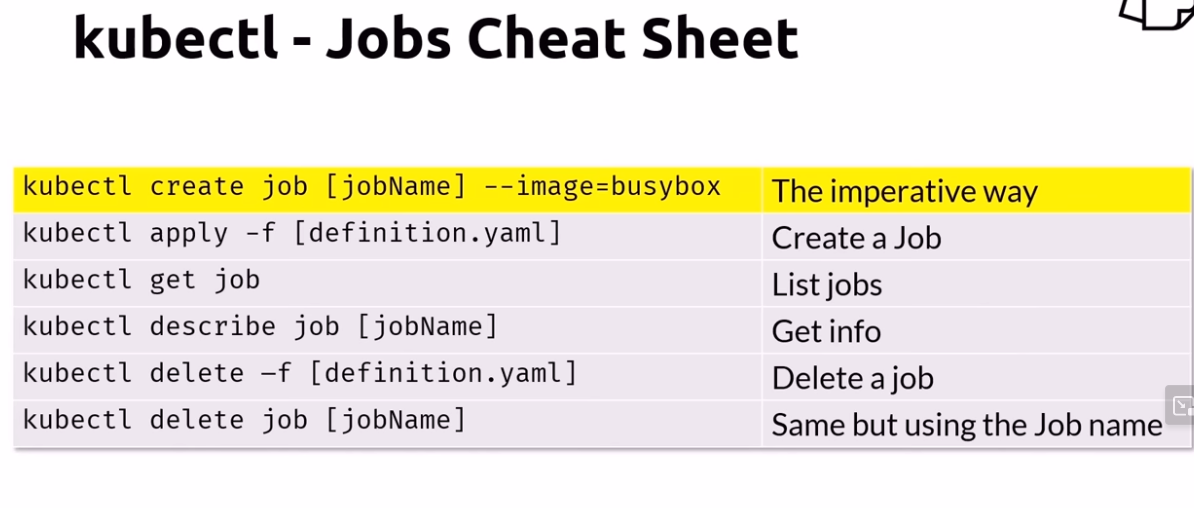 kubectl - Jobs Cheat Sheet
kubectl create job [jobName] --image=busybox The imperative way
kubectl apply -f [definition.yaml] Create a Job
kubectl get job List jobs
kubectl describe job [jobName] Get info
kubectl delete –f [definition.yaml] Delete a job
kubectl delete job [jobName] Same but using the Job name